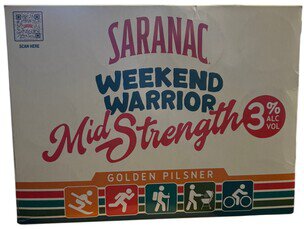 SCAN HERE
SARANAC
WEEKEND
WARRIOR
Mid-Strength
3% ALC
VOL
GOLDEN PILSNER